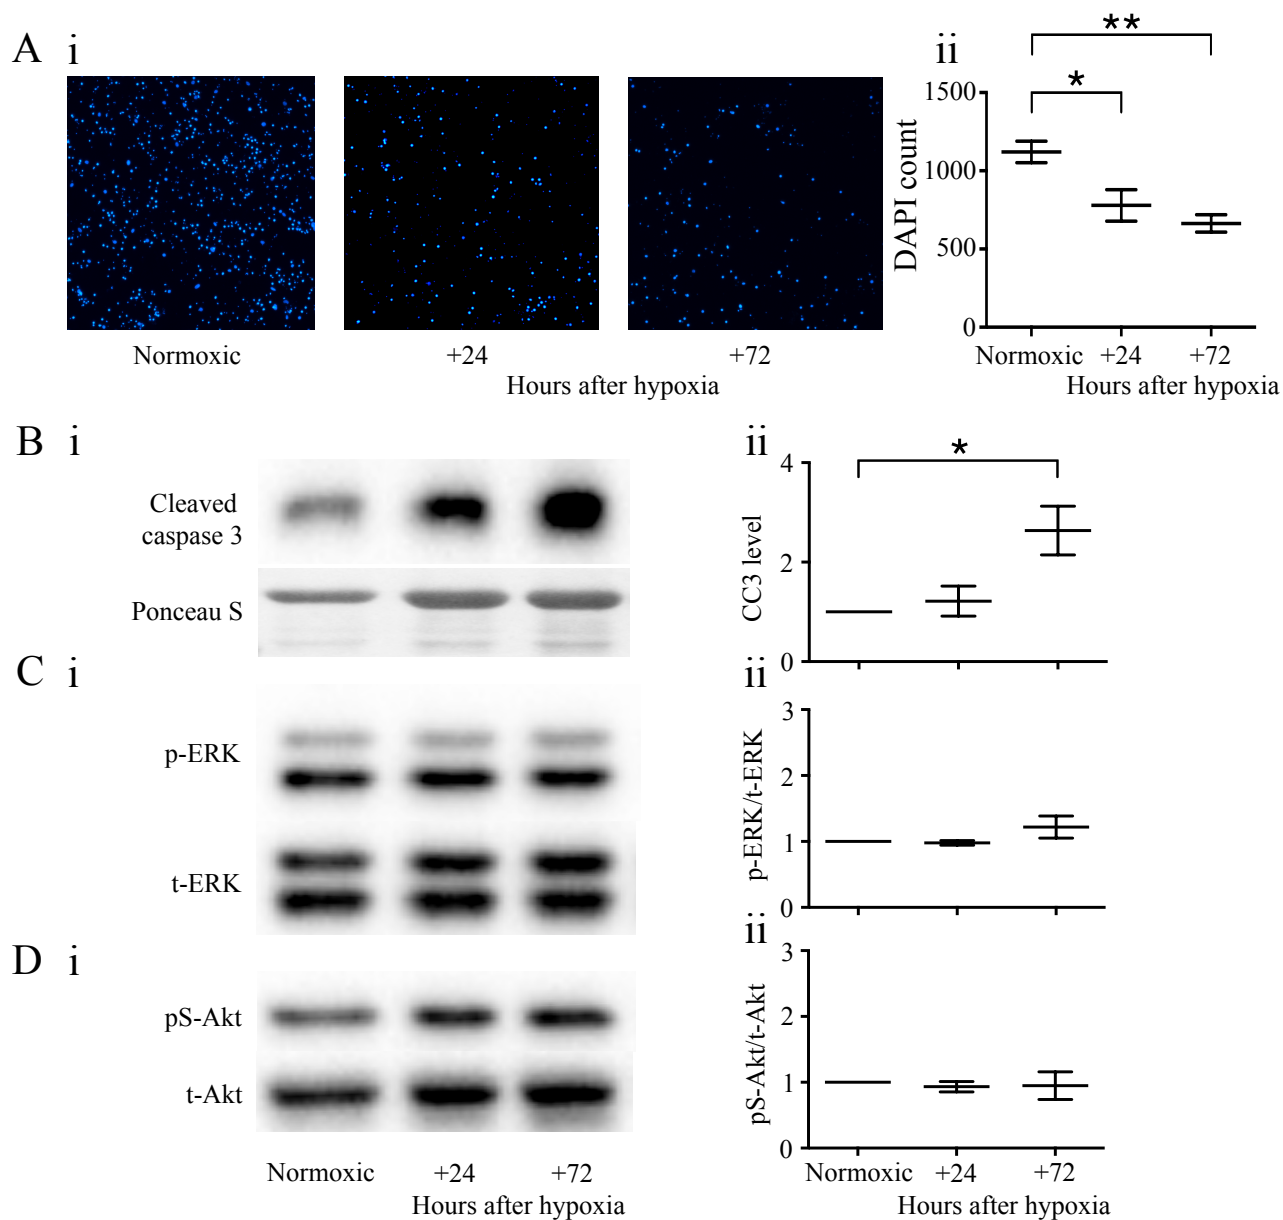 A i
Normoxic
+24
+72
Hours after hypoxia
ii
**
*
DAPI count
1500
1000
500
0
Normoxic +24 +72
Hours after hypoxia
B i
Cleaved
caspase 3
Ponceau S
ii
*
CC3 level
4
2
0
C i
p-ERK
t-ERK
ii
p-ERK/t-ERK
3
2
1
0
D i
pS-Akt
t-Akt
Normoxic +24 +72
Hours after hypoxia
ii
pS-Akt/t-Akt
3
2
1
0
Normoxic +24 +72
Hours after hypoxia